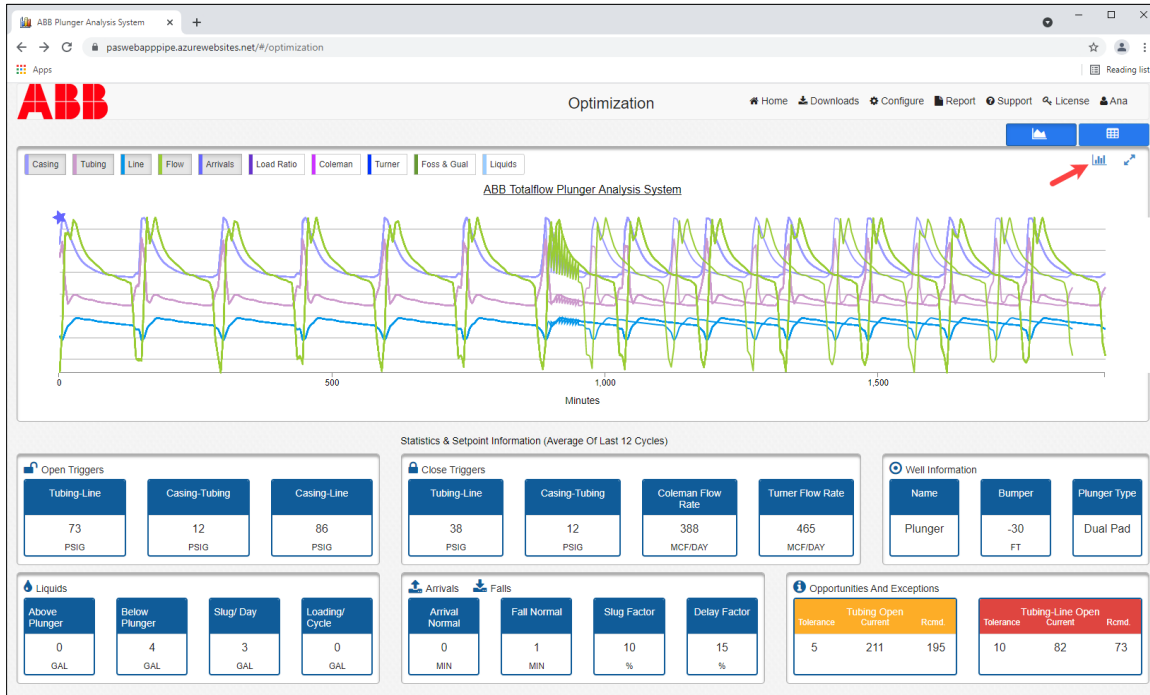 ABB Plunger Analysis System
paswebapppipe.azurewebsites.net/#/optimization
Apps
Reading list
ABB
Optimization
Home Downloads Configure Report Support License Ana
Casing Tubing Line Flow Arrivals Load Ratio Coleman Turner Foss & Gual Liquids
ABB Totalflow Plunger Analysis System
0 500 1,000 1,500
Minutes
Statistics & Setpoint Information (Average Of Last 12 Cycles)
Open Triggers
Tubing-Line Casing-Tubing Casing-Line
73 12 86
PSIG PSIG PSIG
Close Triggers
Tubing-Line Casing-Tubing Coleman Flow Rate Turner Flow Rate
38 12 388 465
PSIG PSIG MCF/DAY MCF/DAY
Well Information
Name Bumper Plunger Type
Plunger -30 Dual Pad
FT
Liquids
Above Plunger Below Plunger Slug/ Day Loading/ Cycle
0 4 3 0
GAL GAL GAL GAL
Arrivals Falls
Arrival Normal Fall Normal Slug Factor Delay Factor
0 1 10 15
MIN MIN % %
Opportunities And Exceptions
Tubing Open
Tolerance Current Rcmd.
5 211 195
Tubing-Line Open
Tolerance Current Rcmd.
10 82 73